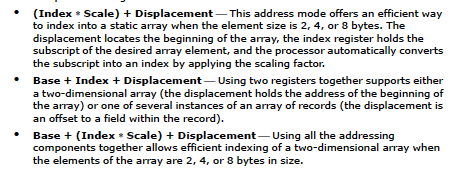 • (Index * Scale) + Displacement — This address mode offers an efficient way
to index into a static array when the element size is 2, 4, or 8 bytes. The
displacement locates the beginning of the array, the index register holds the
subscript of the desired array element, and the processor automatically converts
the subscript into an index by applying the scaling factor.
• Base + Index + Displacement — Using two registers together supports either
a two-dimensional array (the displacement holds the address of the beginning of
the array) or one of several instances of an array of records (the displacement is
an offset to a field within the record).
• Base + (Index * Scale) + Displacement — Using all the addressing
components together allows efficient indexing of a two-dimensional array when
the elements of the array are 2, 4, or 8 bytes in size.